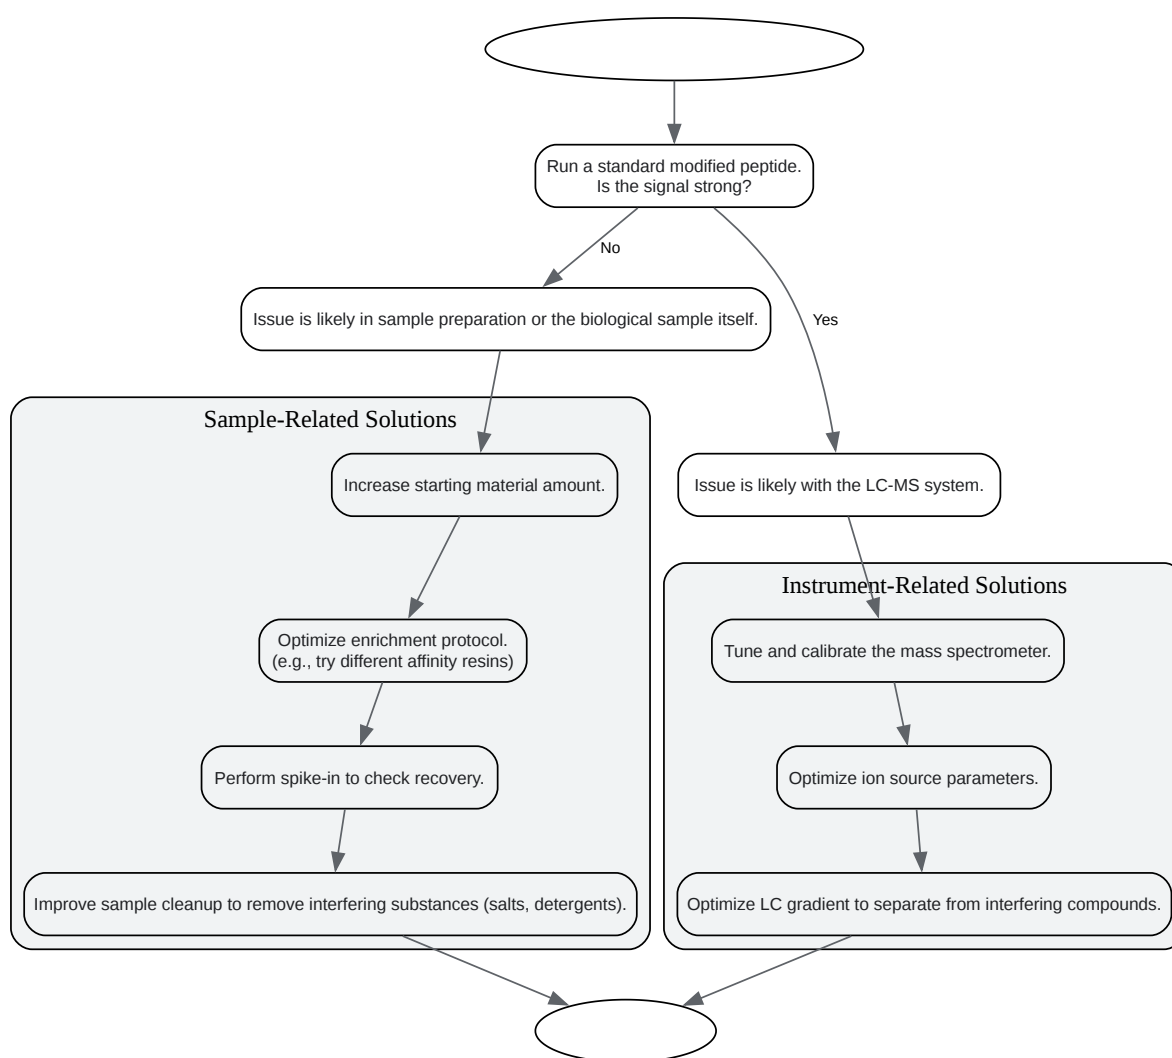 Run a standard modified peptide.
Is the signal strong?
No
Issue is likely in sample preparation or the biological sample itself.
Yes
Sample-Related Solutions
Increase starting material amount.
Issue is likely with the LC-MS system.
Instrument-Related Solutions
Optimize enrichment protocol.
(e.g., try different affinity resins)
Tune and calibrate the mass spectrometer.
Perform spike-in to check recovery.
Optimize ion source parameters.
Improve sample cleanup to remove interfering substances (salts, detergents).
Optimize LC gradient to separate from interfering compounds.